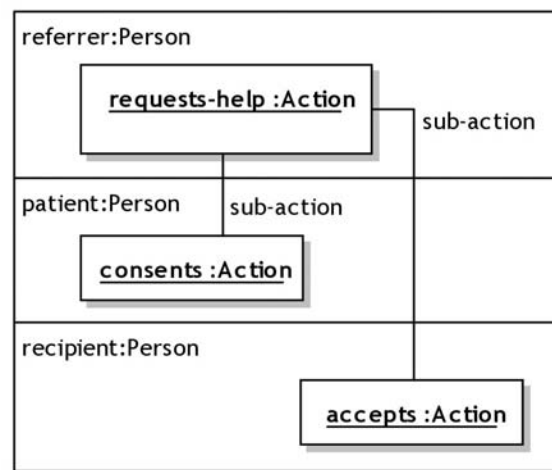 referrer:Person
requests-help :Action
sub-action
patient:Person
sub-action
consents :Action
recipient:Person
accepts :Action